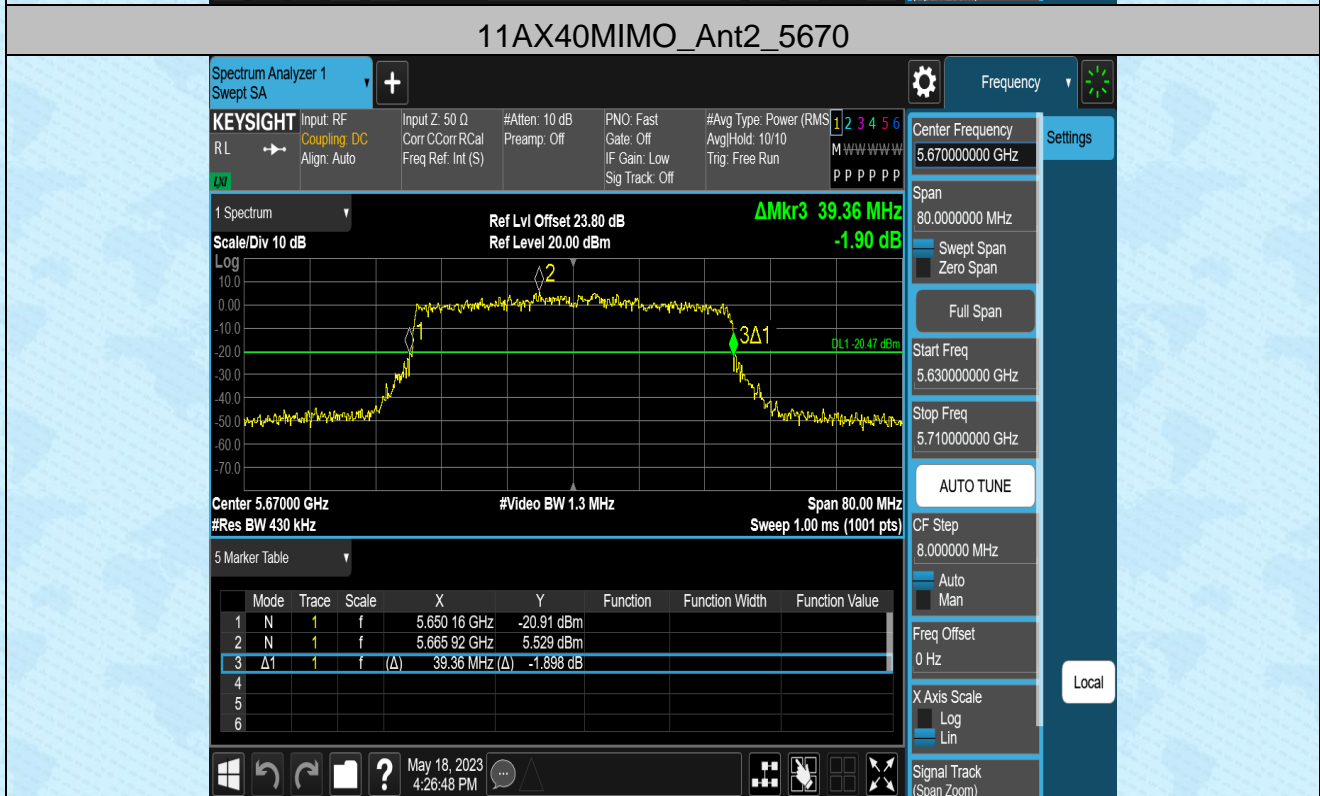 11AX40MIMO_Ant2_5670
Spectrum Analyzer 1
Swept SA
Frequency
KEYSIGHT
RL
LXI
Input: RF
Coupling: DC
Align: Auto
Input Z: 50 Ω
Corr CCorr RCal
Freq Ref: Int (S)
#Atten: 10 dB
Preamp: Off
PNO: Fast
Gate: Off
IF Gain: Low
Sig Track: Off
#Avg Type: Power (RMS
Avg|Hold: 10/10
Trig: Free Run
1 2 3 4 5 6
M W W W W W
P P P P P P
1 Spectrum
Scale/Div 10 dB
Ref Lvl Offset 23.80 dB
Ref Level 20.00 dBm
ΔMkr3 39.36 MHz
-1.90 dB
Log
10.0
0.00
-10.0
-20.0
-30.0
-40.0
-50.0
-60.0
-70.0
2
1
3Δ1
DL1 -20.47 dBm
Center 5.67000 GHz
#Video BW 1.3 MHz
Span 80.00 MHz
#Res BW 430 kHz
Sweep 1.00 ms (1001 pts)
5 Marker Table
Mode Trace Scale X Y Function Function Width Function Value
1 N 1 f 5.650 16 GHz -20.91 dBm
2 N 1 f 5.665 92 GHz 5.529 dBm
3 Δ1 1 f (Δ) 39.36 MHz (Δ) -1.898 dB
4
5
6
May 18, 2023
4:26:48 PM
Center Frequency
5.670000000 GHz
Settings
Span
80.0000000 MHz
Swept Span
Zero Span
Full Span
Start Freq
5.630000000 GHz
Stop Freq
5.710000000 GHz
AUTO TUNE
CF Step
8.000000 MHz
Auto
Man
Freq Offset
0 Hz
Local
X Axis Scale
Log
Lin
Signal Track
(Span Zoom)